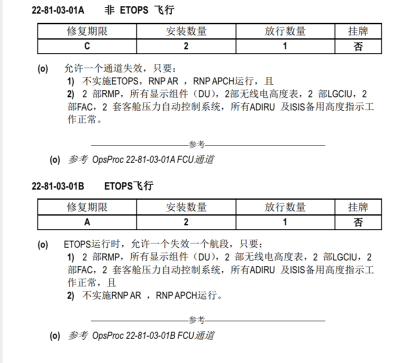 22-81-03-01A 非 ETOPS 飞行
修复期限 安装数量 放行数量 挂牌
C 2 1 否
(o) 允许一个通道失效，只要：
1) 不实施ETOPS，RNP AR ，RNP APCH运行，且
2) 2 部RMP，所有显示组件（DU），2部无线电高度表，2 部LGCIU，2
部FAC，2 套客舱压力自动控制系统，所有ADIRU 及ISIS备用高度指示工
作正常。
参考
(o) 参考 OpsProc 22-81-03-01A FCU通道
22-81-03-01B ETOPS飞行
修复期限 安装数量 放行数量 挂牌
A 2 1 否
(o) ETOPS运行时，允许一个失效一个航段，只要：
1) 2 部RMP，所有显示组件（DU），2 部无线电高度表，2 部LGCIU，2
部FAC，2 套客舱压力自动控制系统，所有ADIRU 及ISIS备用高度指示工
作正常，且
2) 不实施RNP AR ，RNP APCH运行。
参考
(o) 参考 OpsProc 22-81-03-01B FCU通道